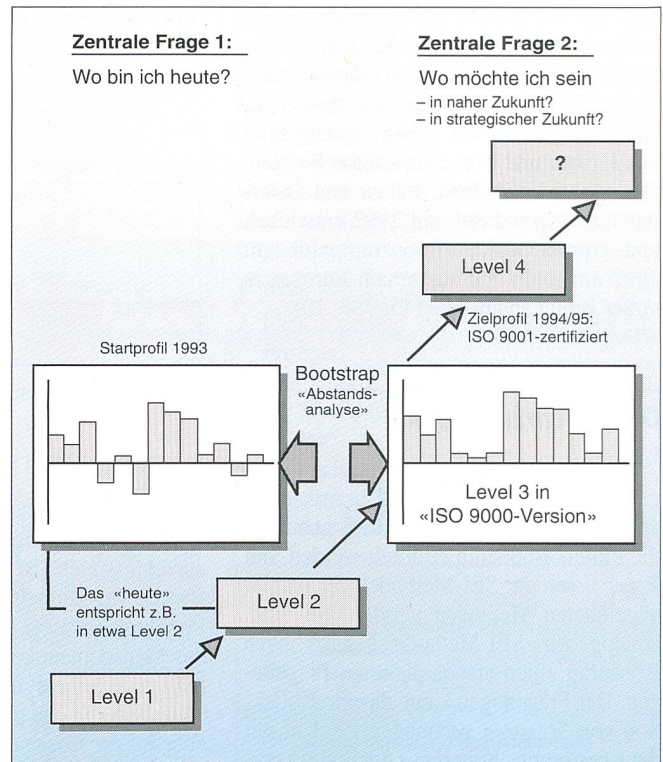 Zentrale Frage 1:
Wo bin ich heute?
Zentrale Frage 2:
Wo möchte ich sein
– in naher Zukunft?
– in strategischer Zukunft?
?
Level 4
Zielprofil 1994/95:
ISO 9001-zertifiziert
Startprofil 1993
Bootstrap
«Abstands-
analyse»
Level 3 in
«ISO 9000-Version»
Das «heute»
entspricht z.B.
in etwa Level 2
Level 2
Level 1